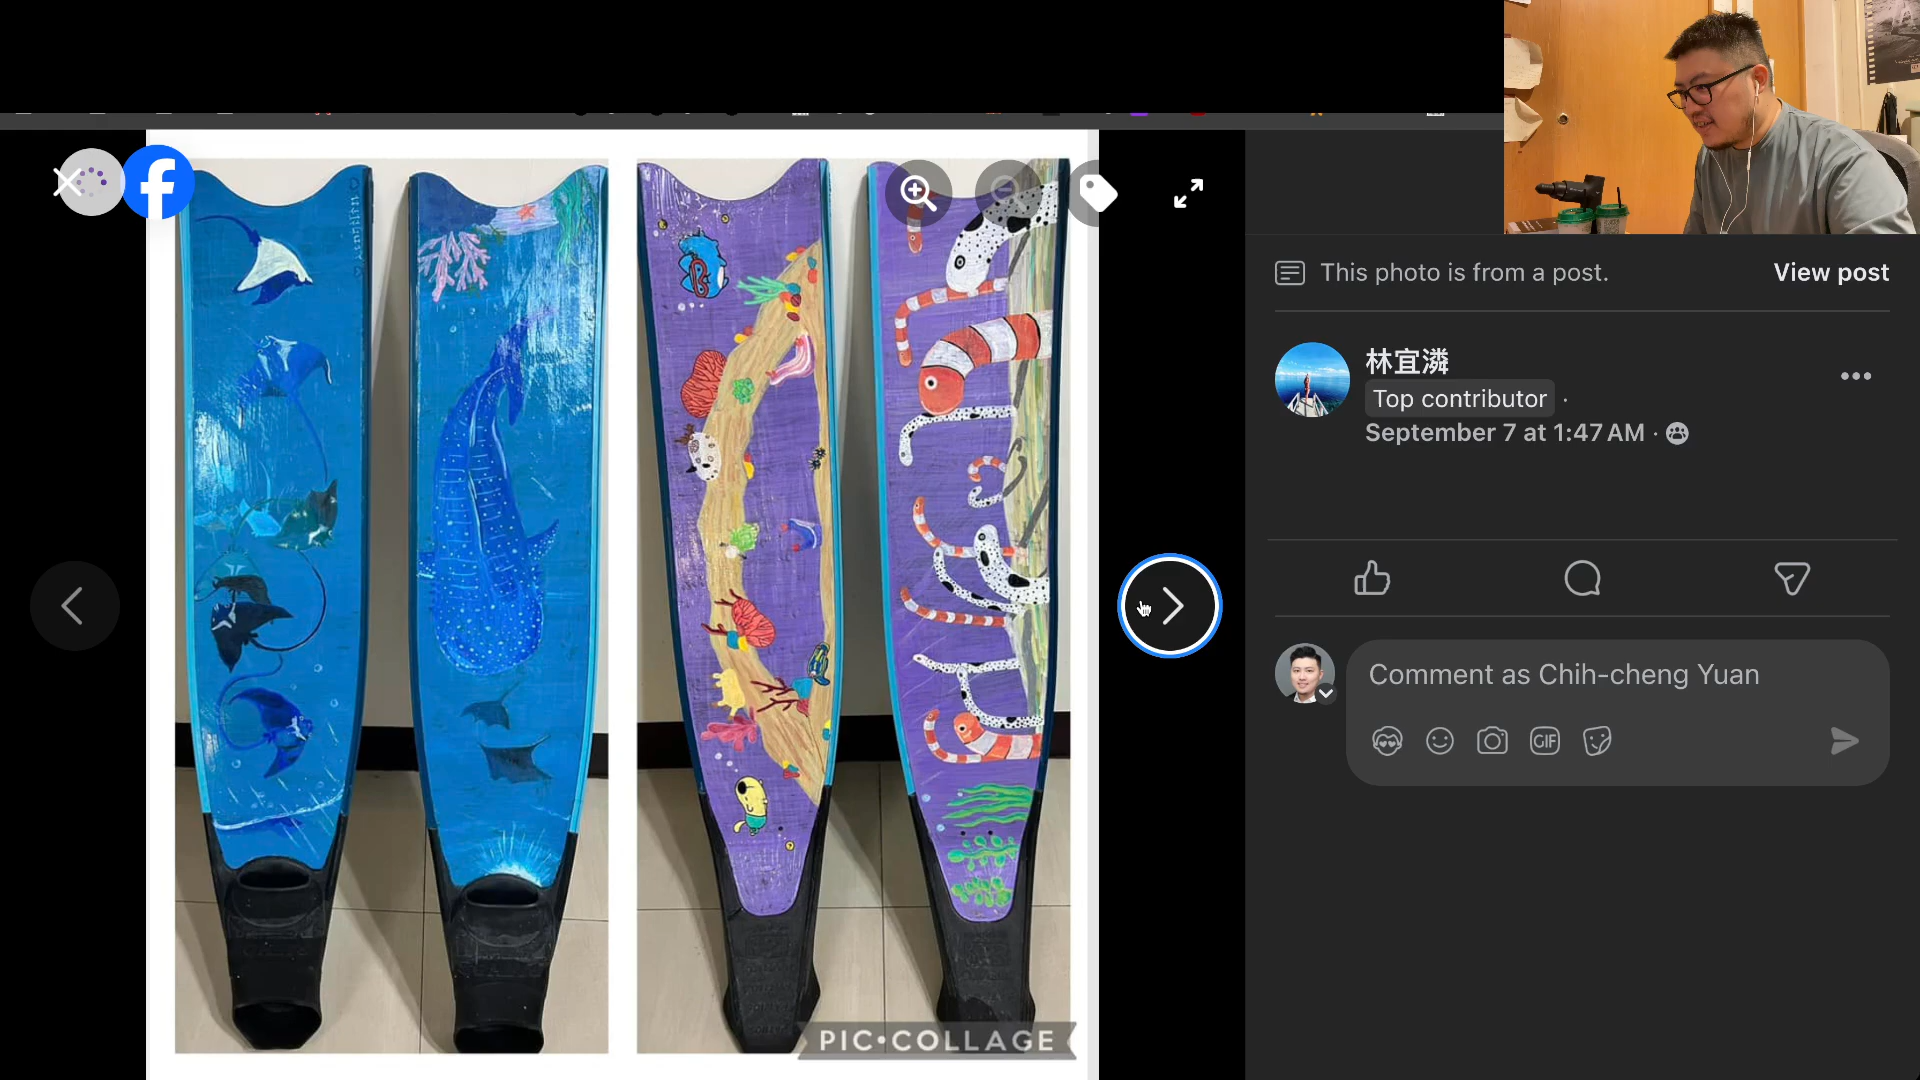 This photo is from a post.
View post
林宜潾
Top contributor ·
September 7 at 1:47 AM ·
Comment as Chih-cheng Yuan
GIF
PIC•COLLAGE